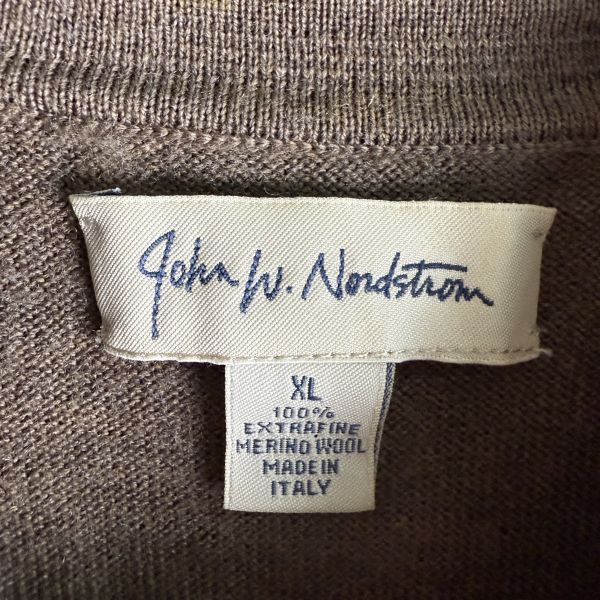 John W. Nordstrom
XL
100%
EXTRAFINE
MERINO WOOL
MADE IN
ITALY